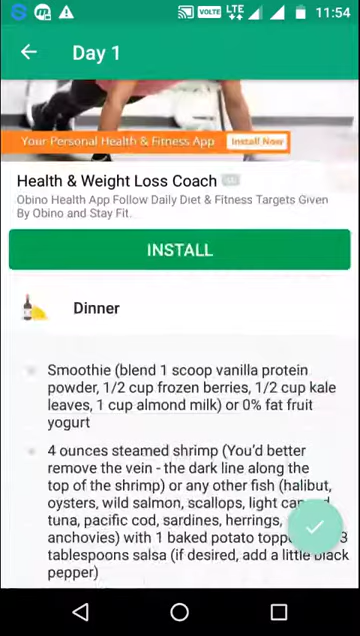 VOLTE LTE 11:54
Day 1
Your Personal Health & Fitness App Install Now
Health & Weight Loss Coach
Obino Health App Follow Daily Diet & Fitness Targets Given
By Obino and Stay Fit.
INSTALL
Dinner
Smoothie (blend 1 scoop vanilla protein
powder, 1/2 cup frozen berries, 1/2 cup kale
leaves, 1 cup almond milk) or 0% fat fruit
yogurt
4 ounces steamed shrimp (You'd better
remove the vein - the dark line along the
top of the shrimp) or any other fish (halibut,
oysters, wild salmon, scallops, light
tuna, pacific cod, sardines, herrings,
anchovies) with 1 baked potato 3
tablespoons salsa (if desired, add a little black
pepper)